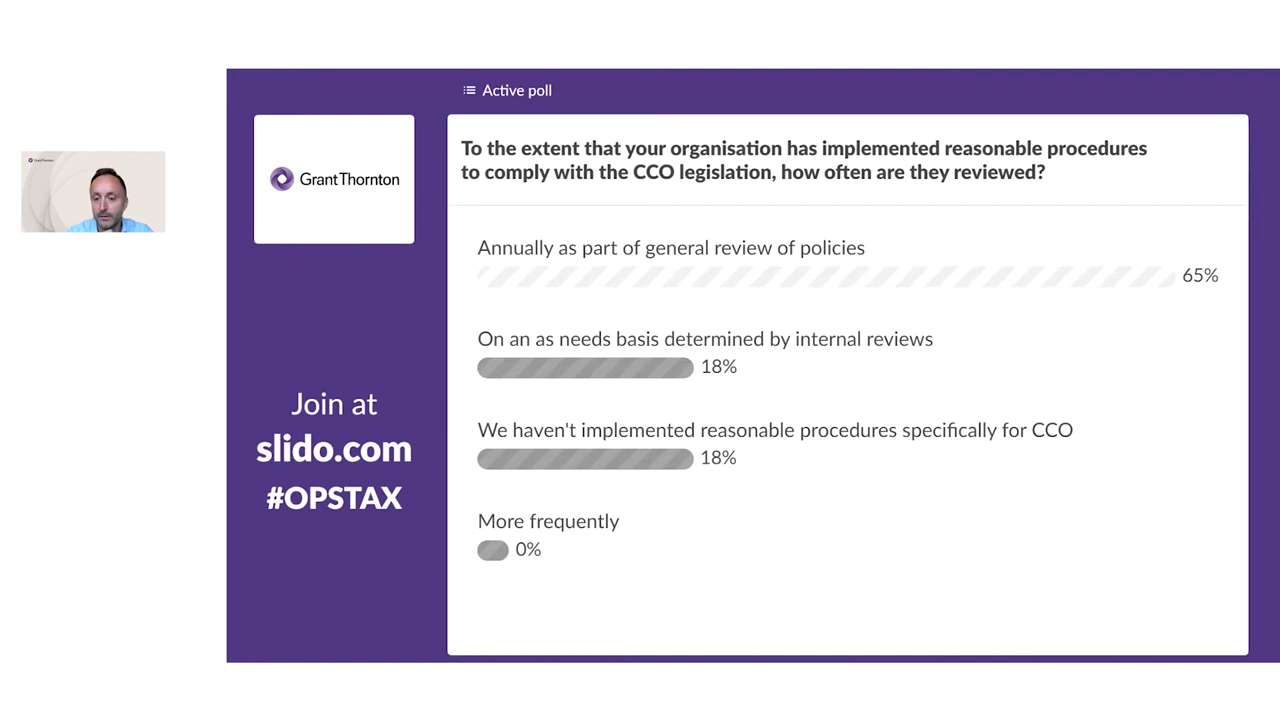 Active poll
GrantThornton
To the extent that your organisation has implemented reasonable procedures
to comply with the CCO legislation, how often are they reviewed?
Annually as part of general review of policies
65%
On an as needs basis determined by internal reviews
18%
We haven't implemented reasonable procedures specifically for CCO
18%
More frequently
0%
Join at
slido.com
#OPSTAX